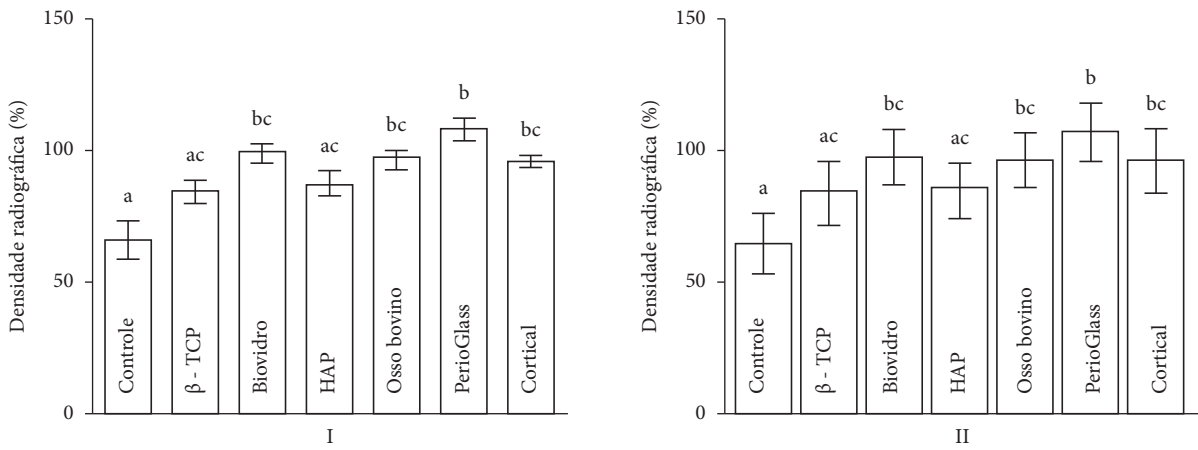 150
100
50
0
Densidade radiográfica (%)
a
ac
bc
ac
bc
b
bc
Controle
β - TCP
Biovidro
HAP
Osso bovino
PerioGlass
Cortical
I
150
100
50
0
Densidade radiográfica (%)
a
ac
bc
ac
bc
b
bc
Controle
β - TCP
Biovidro
HAP
Osso bovino
PerioGlass
Cortical
II